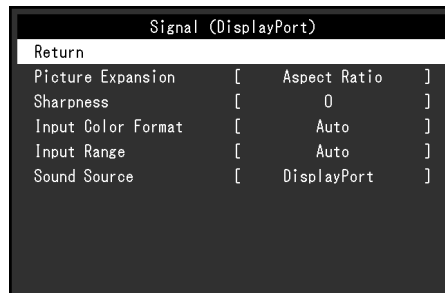 Signal (DisplayPort)
Return
Picture Expansion [ Aspect Ratio ]
Sharpness [ 0 ]
Input Color Format [ Auto ]
Input Range [ Auto ]
Sound Source [ DisplayPort ]